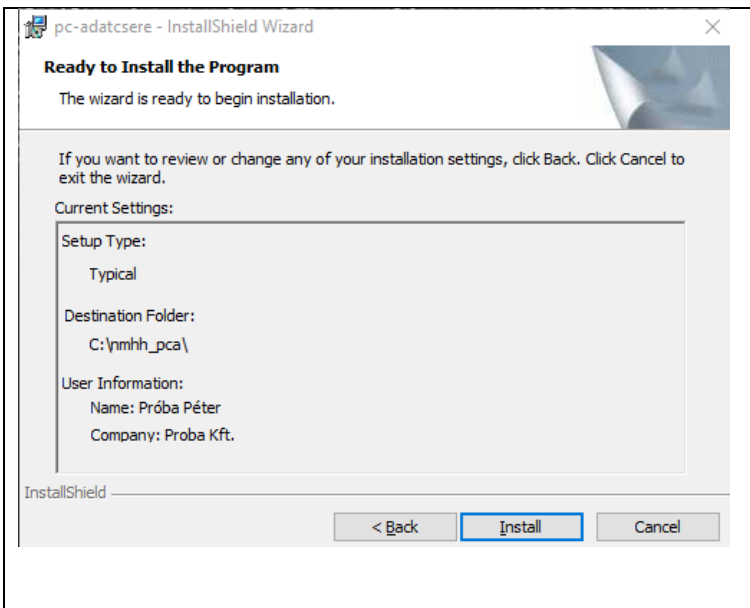 pc-adatcsere - InstallShield Wizard
Ready to Install the Program
The wizard is ready to begin installation.
If you want to review or change any of your installation settings, click Back. Click Cancel to
exit the wizard.
Current Settings:
Setup Type:
Typical
Destination Folder:
C:\nmhh_pca\
User Information:
Name: Próba Péter
Company: Proba Kft.
InstallShield
< Back
Install
Cancel